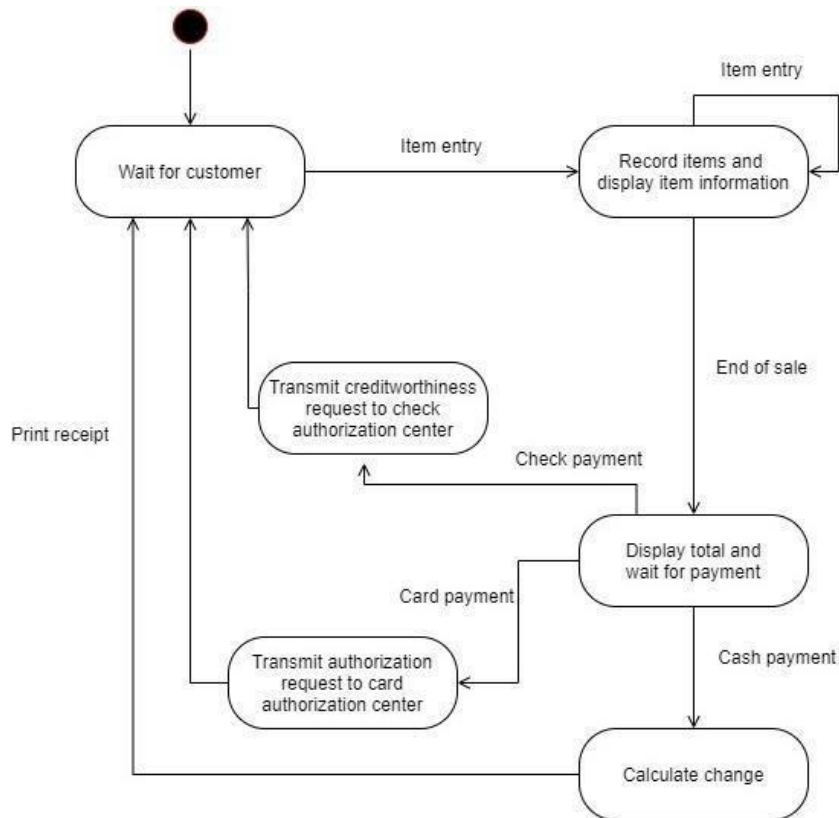 Item entry
Wait for customer
Item entry
Record items and
display item information
End of sale
Transmit creditworthiness
request to check
authorization center
Print receipt
Check payment
Display total and
wait for payment
Card payment
Transmit authorization
request to card
authorization center
Cash payment
Calculate change